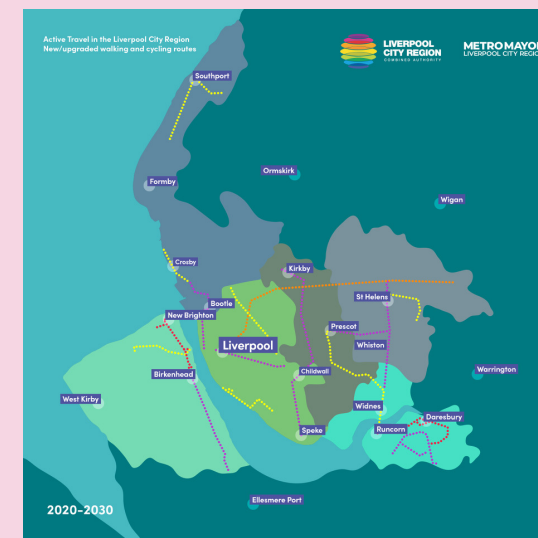 Active Travel in the Liverpool City Region
New/upgraded walking and cycling routes
LIVERPOOL
CITY REGION
COMBINED AUTHORITY
METROMAYOR
LIVERPOOL CITY REGION
Southport
Ormskirk
Formby
Wigan
Crosby
Kirkby
St Helens
Bootle
New Brighton
Prescot
Liverpool
Whiston
Birkenhead
Childwall
Warrington
West Kirby
Widnes
Daresbury
Speke
Runcorn
Ellesmere Port
2020-2030